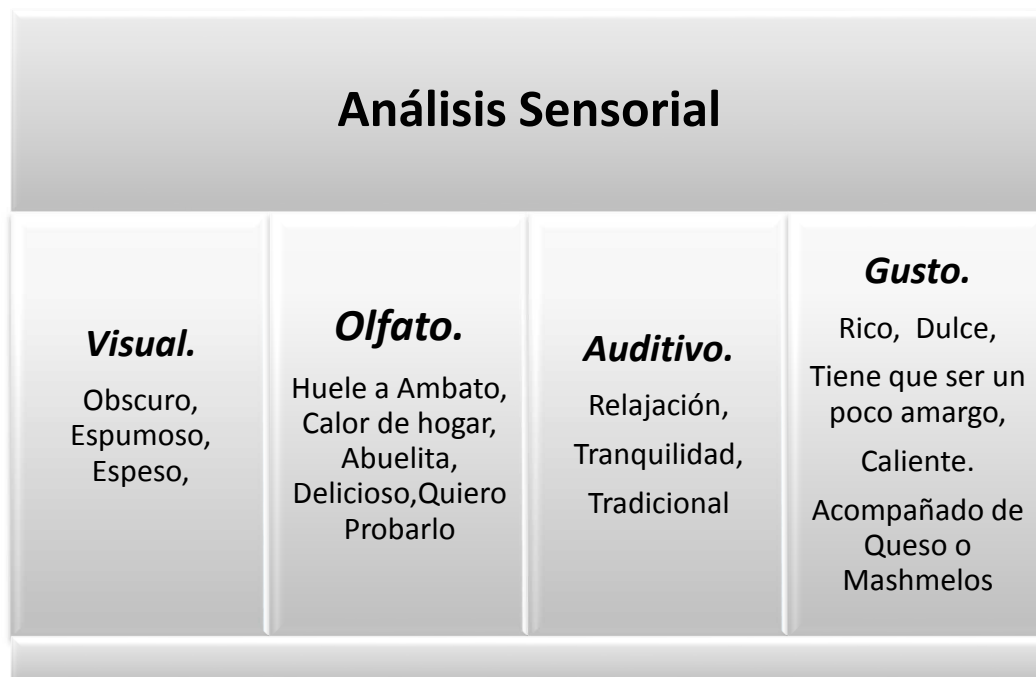 Análisis Sensorial
Visual.
Obscuro,
Espumoso,
Espeso,
Olfato.
Huele a Ambato,
Calor de hogar,
Abuelita,
Delicioso,Quiero
Probarlo
Auditivo.
Relajación,
Tranquilidad,
Tradicional
Gusto.
Rico, Dulce,
Tiene que ser un
poco amargo,
Caliente.
Acompañado de
Queso o
Mashmelos